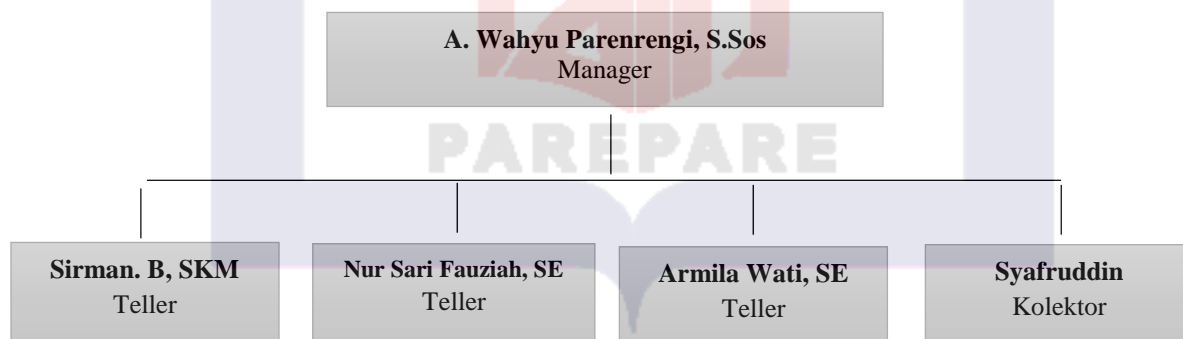 A. Wahyu Parenrengi, S.Sos
Manager
PAREPARE
Sirman. B, SKM
Teller
Nur Sari Fauziah, SE
Teller
Armila Wati, SE
Teller
Syafruddin
Kolektor